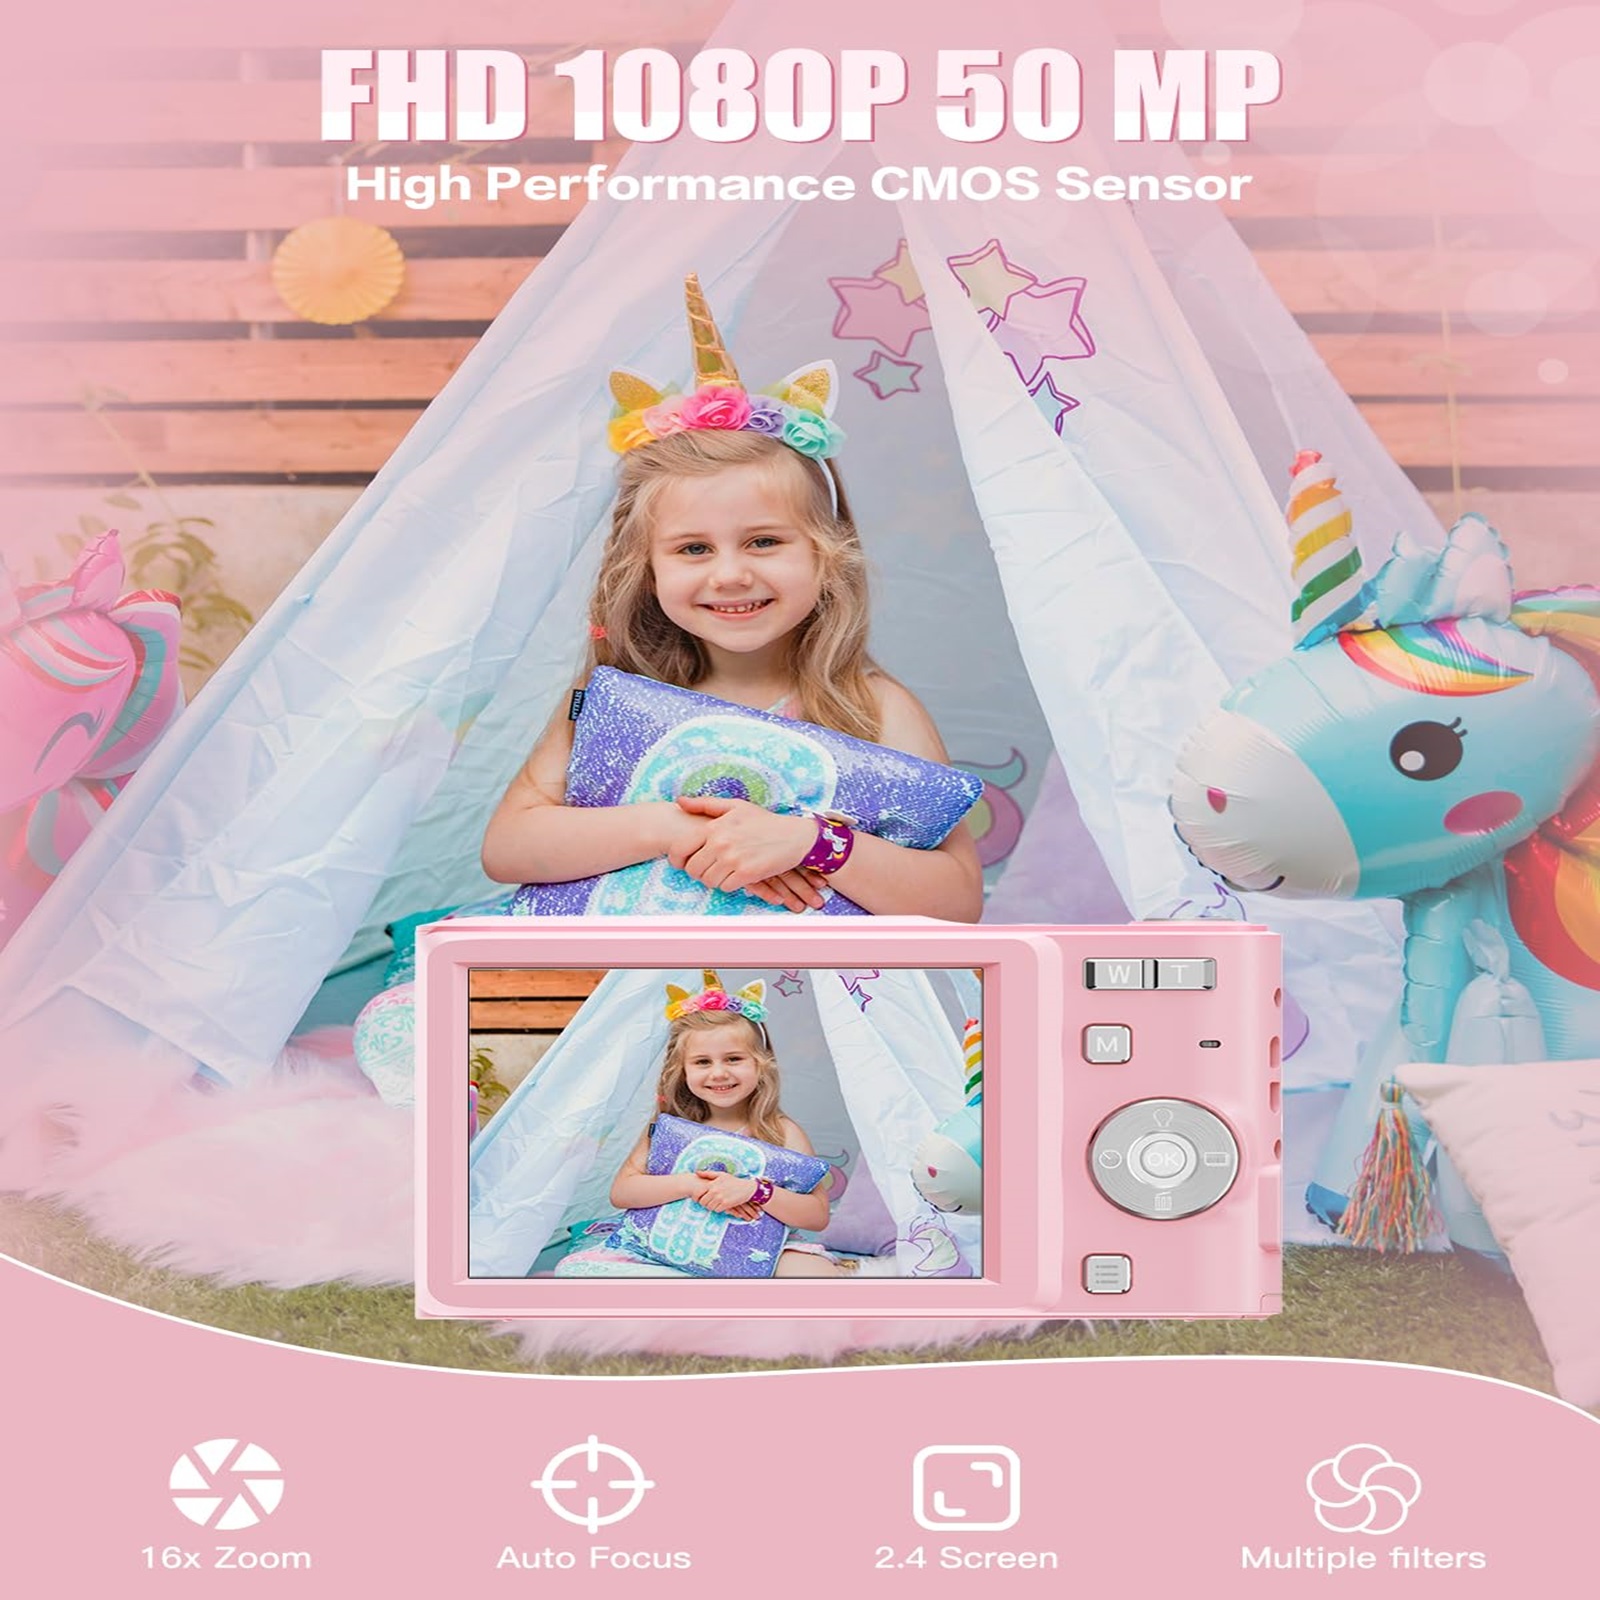 FHD 1080P 50 MP
High Performance CMOS Sensor
W T
M
OK
16x Zoom
Auto Focus
2.4 Screen
Multiple filters